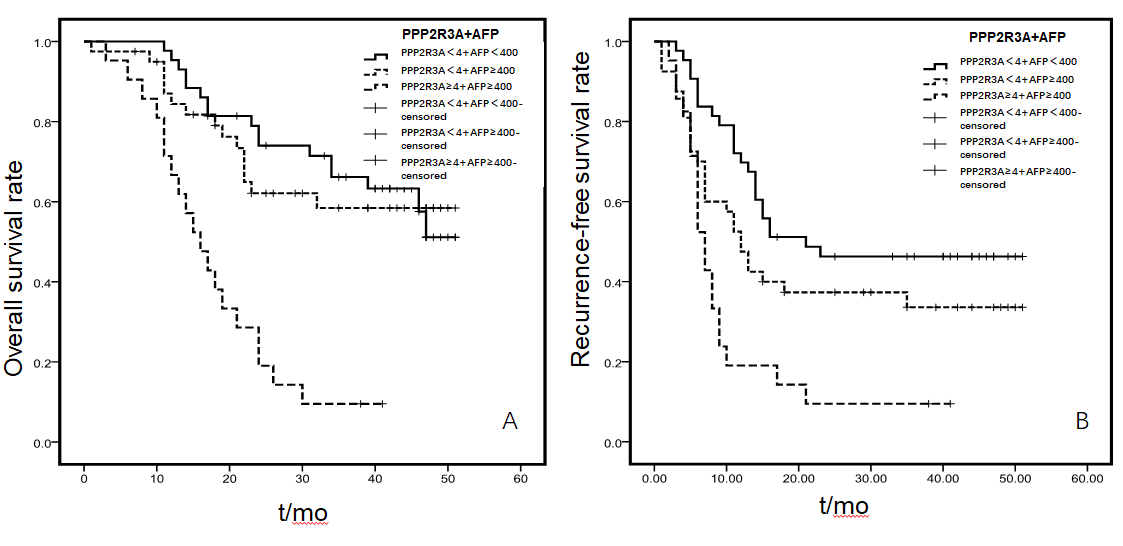 PPP2R3A+AFP
PPP2R3A<4+AFP<400
PPP2R3A<4+AFP≥400
PPP2R3A≥4+AFP≥400
PPP2R3A<4+AFP<400-
censored
PPP2R3A<4+AFP≥400-
censored
PPP2R3A≥4+AFP≥400-
censored
Overall survival rate
1.0
0.8
0.6
0.4
0.2
0.0
A
0 10 20 30 40 50 60
t/mo
PPP2R3A+AFP
PPP2R3A<4+AFP<400
PPP2R3A<4+AFP≥400
PPP2R3A≥4+AFP≥400
PPP2R3A<4+AFP<400-
censored
PPP2R3A<4+AFP≥400-
censored
PPP2R3A≥4+AFP≥400-
censored
Recurrence-free survival rate
1.0
0.8
0.6
0.4
0.2
0.0
B
0.00 10.00 20.00 30.00 40.00 50.00 60.00
t/mo